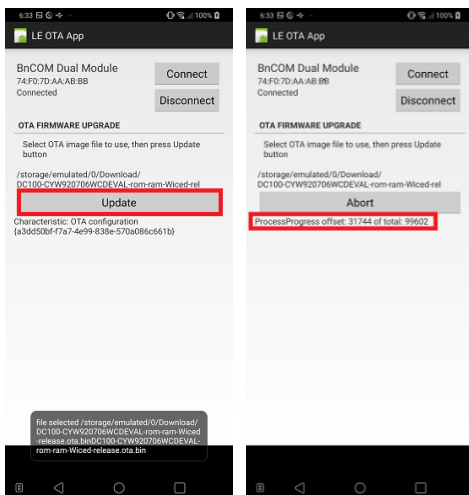 6:33
100%
LE OTA App
BnCOM Dual Module
74:F0:7D:AA:AB:BB
Connected
Connect
Disconnect
OTA FIRMWARE UPGRADE
Select OTA image file to use, then press Update
button
/storage/emulated/0/Download/
DC100-CYW920706WCDEVAL-rom-ram-Wiced-rel
Update
Characteristic: OTA configuration
{a3dd50bf-f7a7-4e99-838e-570a086c661b}
file selected /storage/emulated/0/Download/
DC100-CYW920706WCDEVAL-rom-ram-Wiced
-release.ota.binDC100-CYW920706WCDEVAL-
rom-ram-Wiced-release.ota.bin
6:33
100%
LE OTA App
BnCOM Dual Module
74:F0:7D:AA:AB:BB
Connected
Connect
Disconnect
OTA FIRMWARE UPGRADE
Select OTA image file to use, then press Update
button
/storage/emulated/0/Download/
DC100-CYW920706WCDEVAL-rom-ram-Wiced-rel
Abort
ProcessProgress offset: 31744 of total: 99602